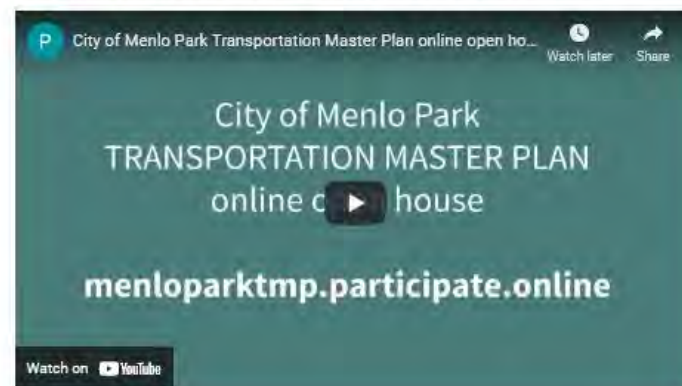 P City of Menlo Park Transportation Master Plan online open ho...
Watch later Share
City of Menlo Park
TRANSPORTATION MASTER PLAN
online house
menloparktmp.participate.online
Watch on YouTube